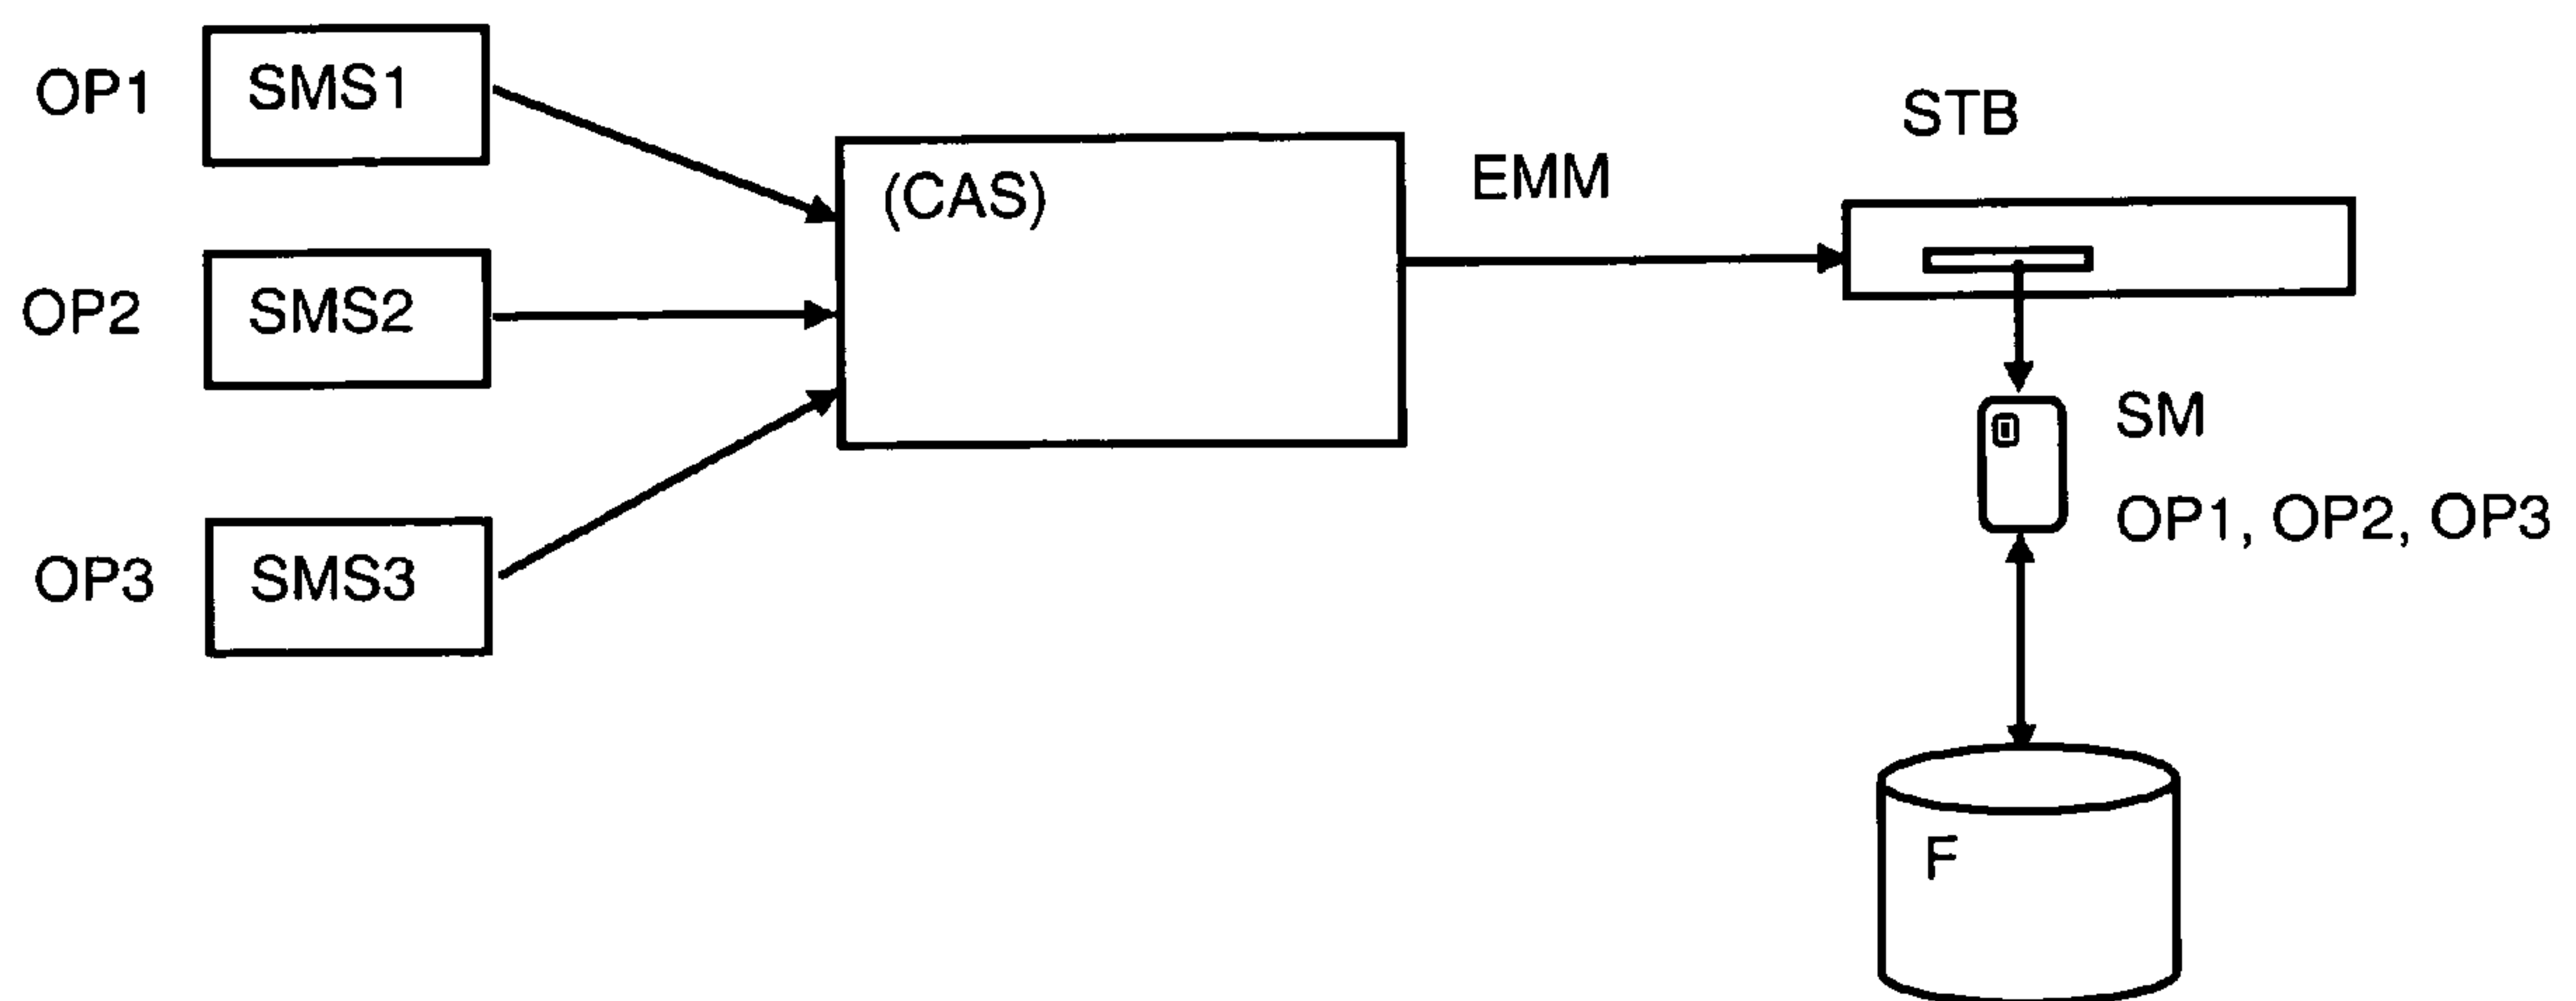 OP1
SMS1
OP2
SMS2
OP3
SMS3
(CAS)
EMM
STB
SM
OP1, OP2, OP3
F